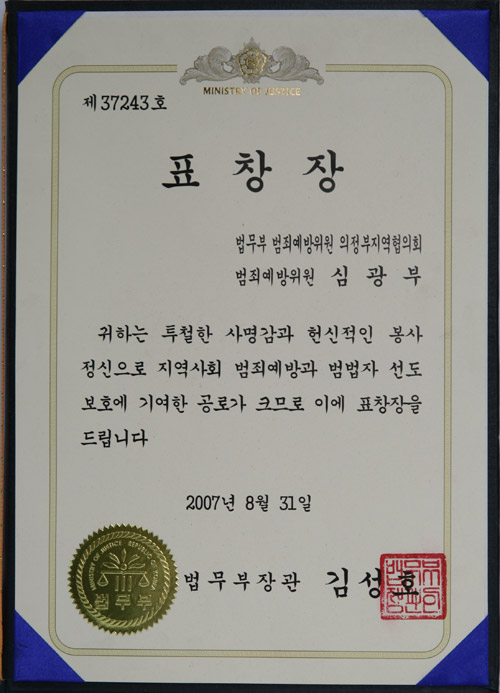 MINISTRY OF JUSTICE
제37243호
표창장
법무부 범죄예방위원 의정부지역협의회
범죄예방위원 심광부
귀하는 투철한 사명감과 헌신적인 봉사
정신으로 지역사회 범죄예방과 범법자 선도
보호에 기여한 공로가 크므로 이에 표창장을
드립니다
2007년 8월 31일
법무부장관 김성호
MINISTRY OF JUSTICE REPUBLIC OF KOREA
법무부